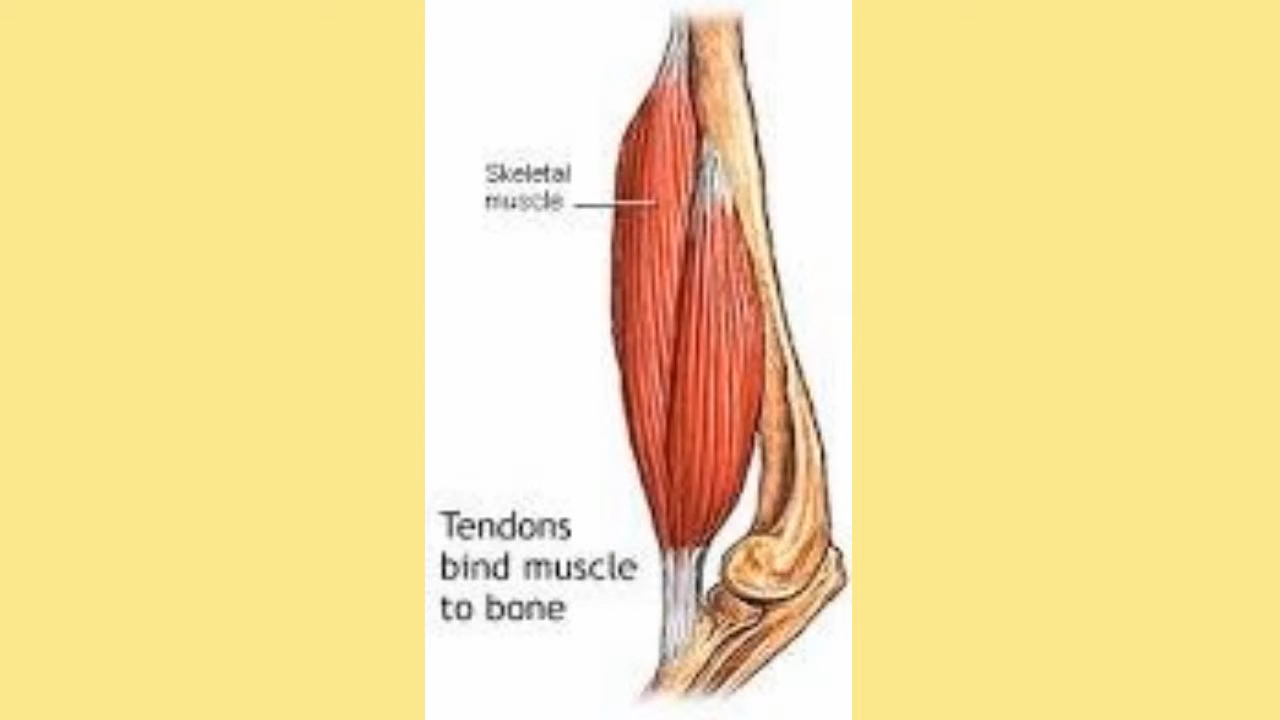 Skeletal
muscle
Tendons
bind muscle
to bone